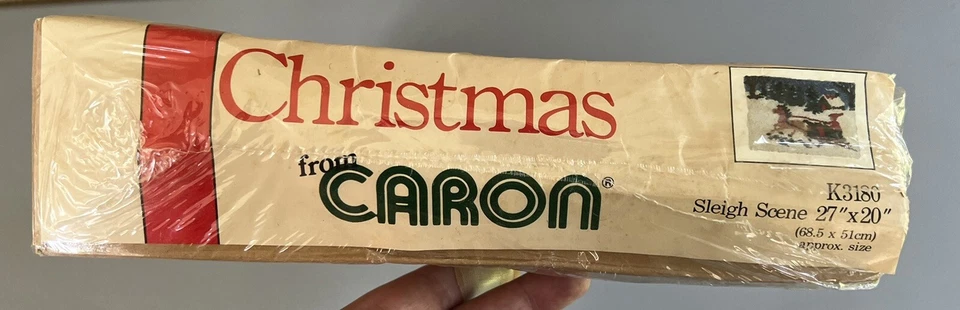 Christmas
from
CARON®
K3180
Sleigh Scene 27"x20"
(68.5 x 51cm)
approx. size